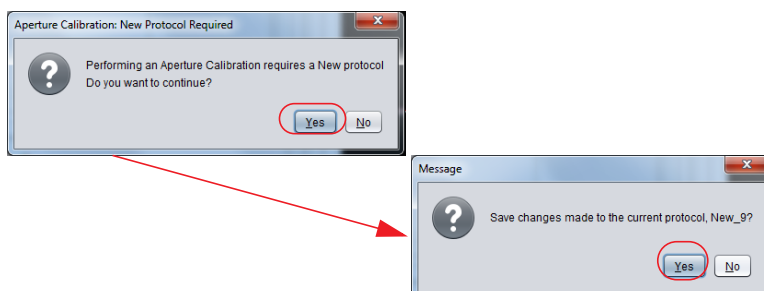 Aperture Calibration: New Protocol Required
Performing an Aperture Calibration requires a New protocol
Do you want to continue?
Yes No
Message
Save changes made to the current protocol, New_9?
Yes No